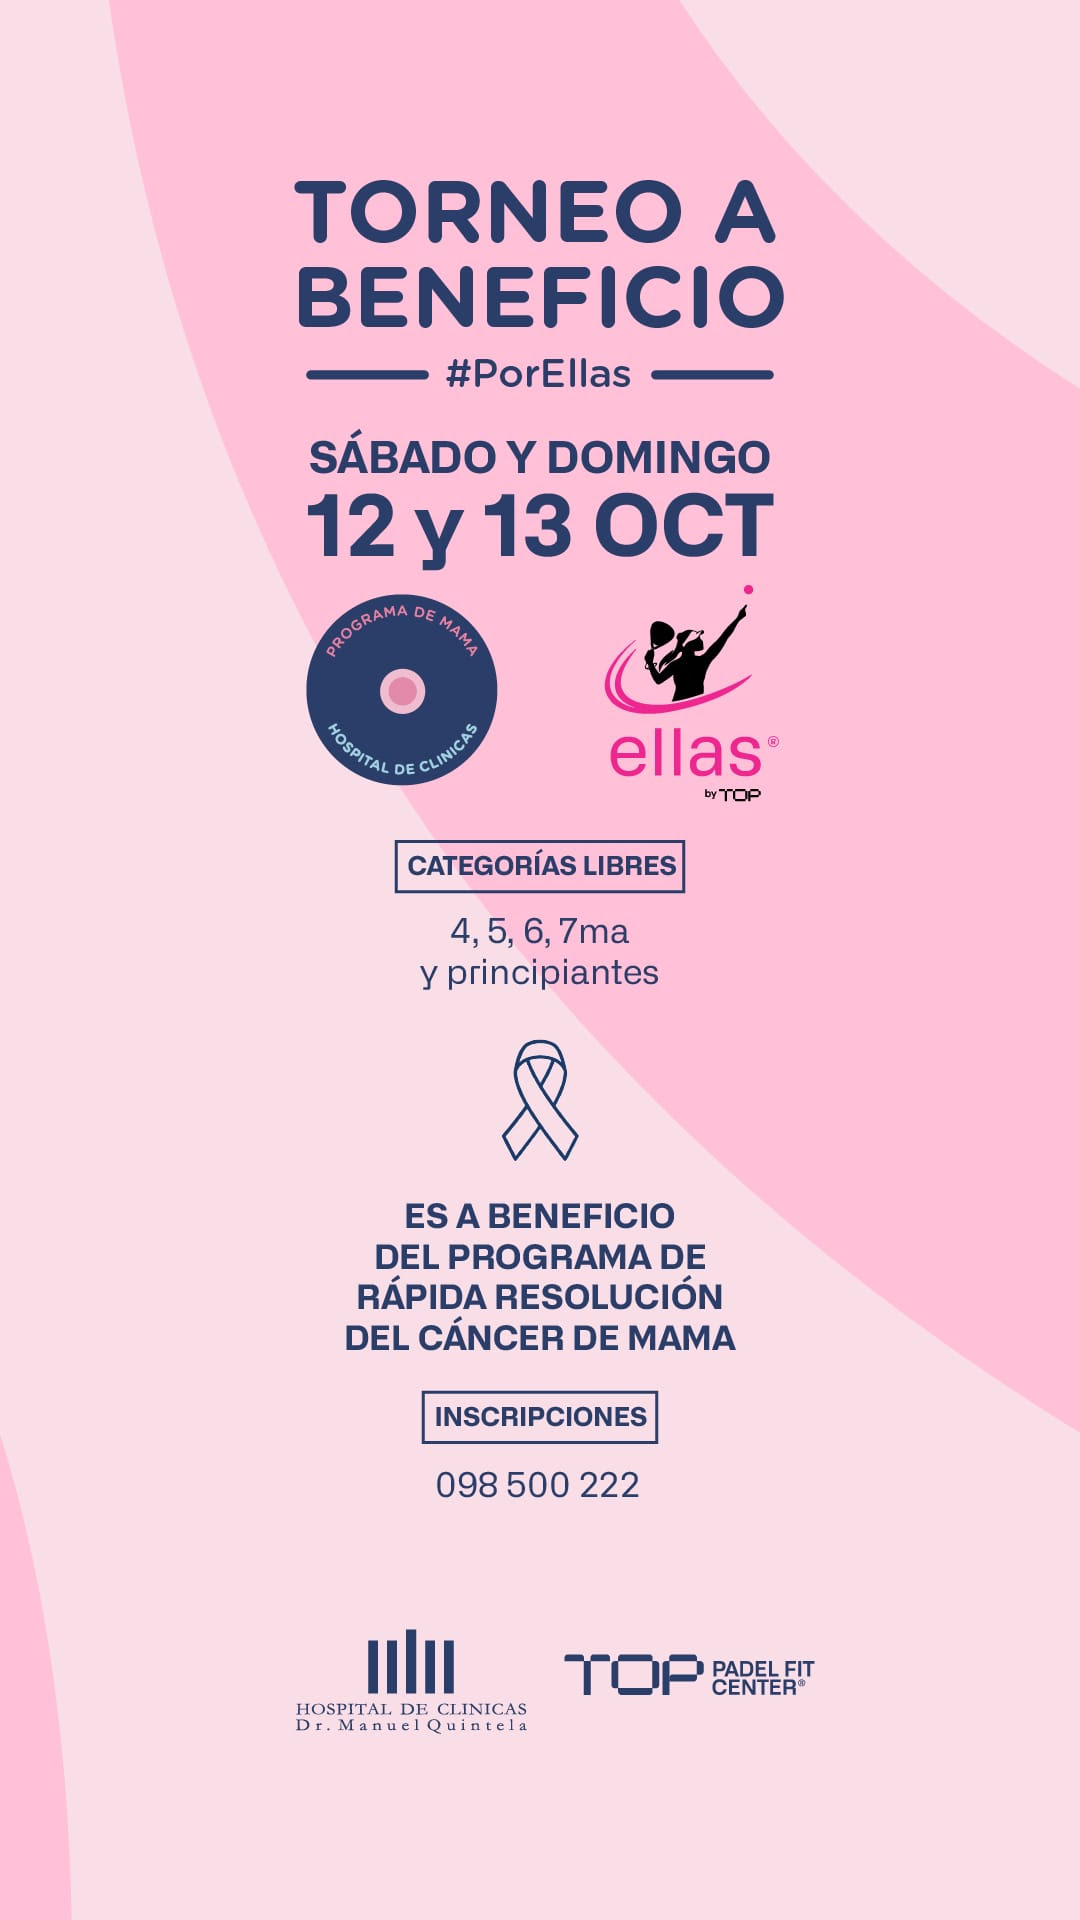 TORNEO A
BENEFICIO
#PorEllas
SÁBADO Y DOMINGO
12 y 13 OCT
PROGRAMA DE MAMA
HOSPITAL DE CLINICAS
ellas®
by TOP
CATEGORÍAS LIBRES
4, 5, 6, 7ma
y principiantes
ES A BENEFICIO
DEL PROGRAMA DE
RÁPIDA RESOLUCIÓN
DEL CÁNCER DE MAMA
INSCRIPCIONES
098 500 222
HOSPITAL DE CLINICAS
Dr. Manuel Quintela
TOP PADEL FIT
CENTER®